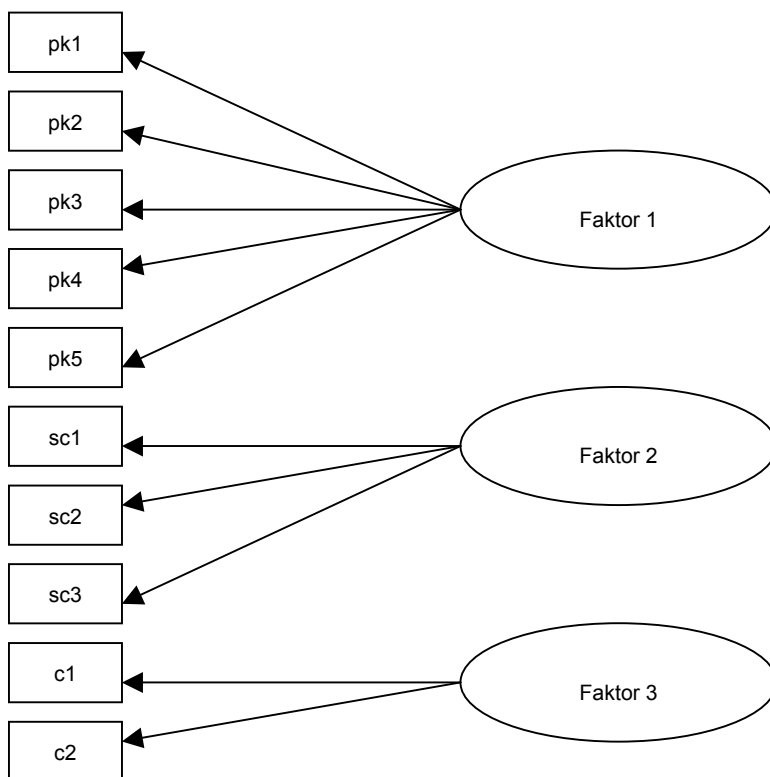 pk1
pk2
pk3
Faktor 1
pk4
pk5
sc1
Faktor 2
sc2
sc3
c1
Faktor 3
c2